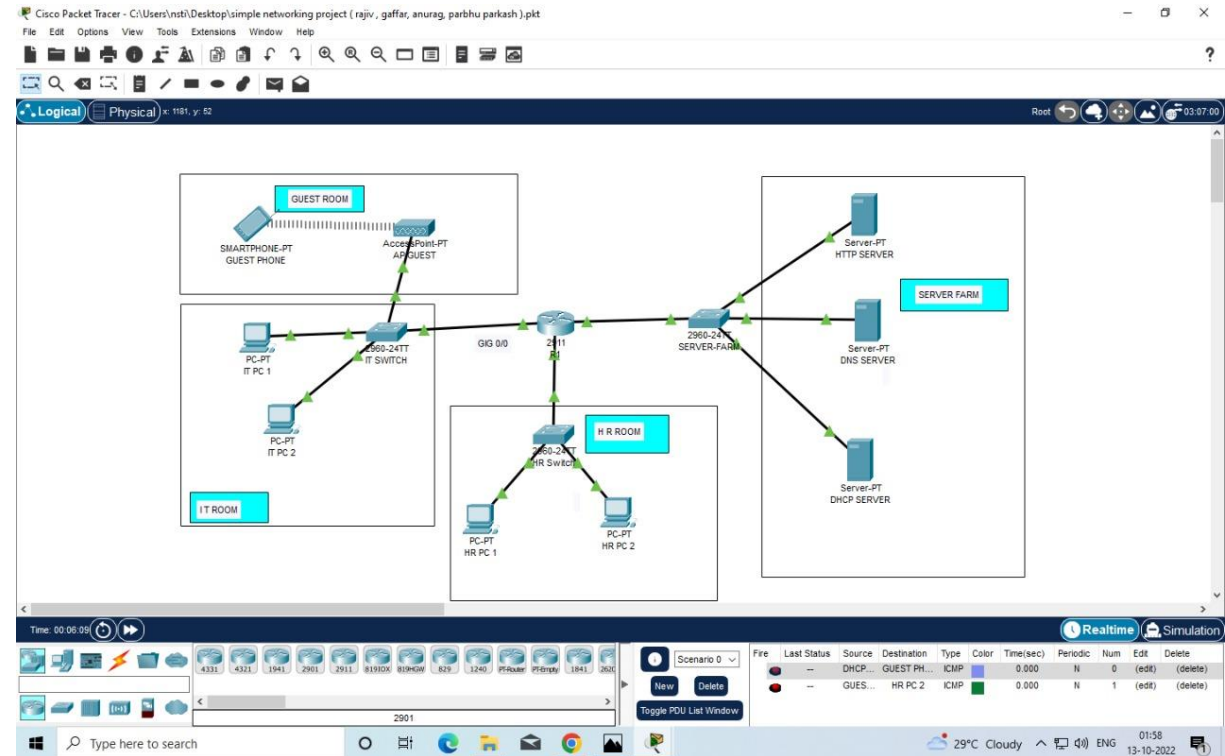 Cisco Packet Tracer - C:\Users\nsti\Desktop\simple networking project ( rajiv , gaffar, anurag, parbhu parkash ).pkt
File Edit Options View Tools Extensions Window Help
?
Logical Physical x: 1181, y: 52 Root 03:07:00
GUEST ROOM
SMARTPHONE-PT
GUEST PHONE
AccessPoint-PT
AP GUEST
Server-PT
HTTP SERVER
SERVER FARM
PC-PT
IT PC 1
2960-24TT
IT SWITCH
GIG 0/0
2911
R1
2960-24TT
SERVER-FARM
Server-PT
DNS SERVER
PC-PT
IT PC 2
H R ROOM
2960-24TT
HR Switch
I T ROOM
PC-PT
HR PC 1
PC-PT
HR PC 2
Server-PT
DHCP SERVER
Time: 00:06:09 Realtime Simulation
4331 4321 1941 2901 2911 819IOX 819HGW 829 1240 PT-Router PT-Empty 1841 2620
2901
Scenario 0
New Delete
Toggle PDU List Window
Fire Last Status Source Destination Type Color Time(sec) Periodic Num Edit Delete
-- DHCP... GUEST PH... ICMP 0.000 N 0 (edit) (delete)
-- GUES... HR PC 2 ICMP 0.000 N 1 (edit) (delete)
Type here to search
29°C Cloudy ENG 01:58
13-10-2022
1